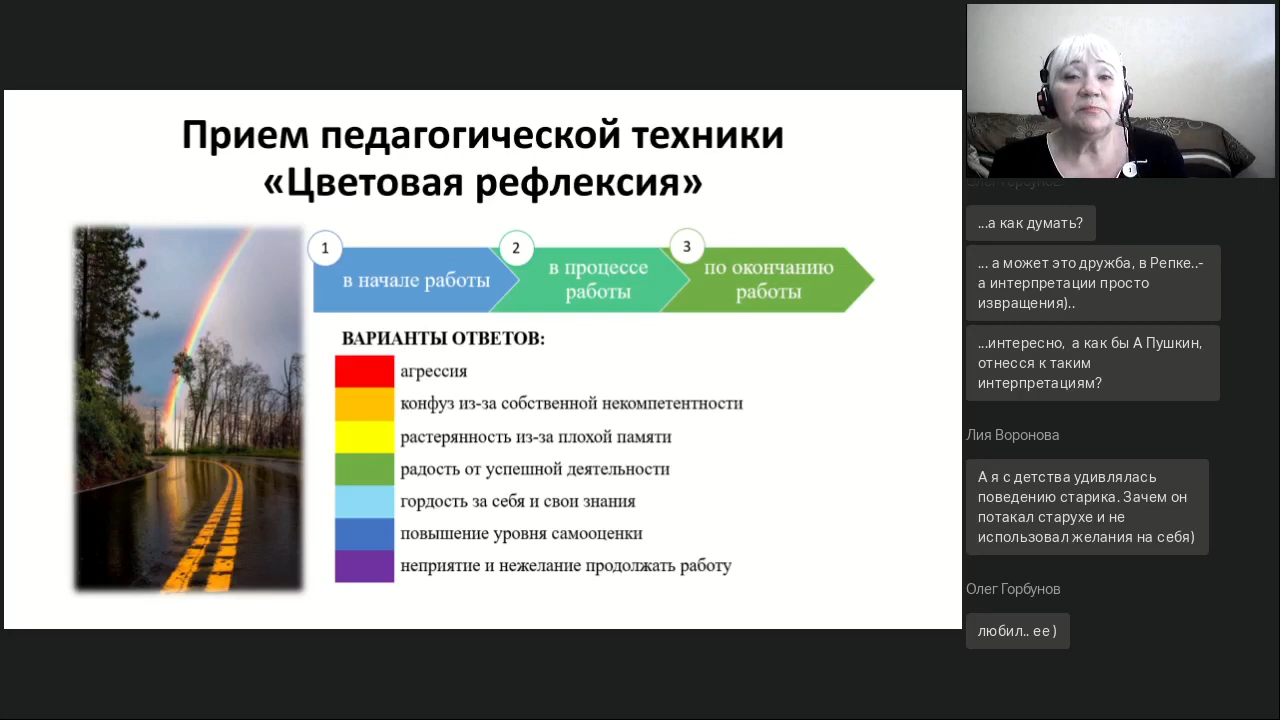 Прием педагогической техники
«Цветовая рефлексия»
1
в начале работы
2
в процессе
работы
3
по окончанию
работы
ВАРИАНТЫ ОТВЕТОВ:
агрессия
конфуз из-за собственной некомпетентности
растерянность из-за плохой памяти
радость от успешной деятельности
гордость за себя и свои знания
повышение уровня самооценки
неприятие и нежелание продолжать работу
...а как думать?
... а может это дружба, в Репке..-
а интерпретации просто
извращения)..
...интересно, а как бы А Пушкин,
отнесся к таким
интерпретациям?
Лия Воронова
А я с детства удивлялась
поведению старика. Зачем он
потакал старухе и не
использовал желания на себя)
Олег Горбунов
любил.. ее )